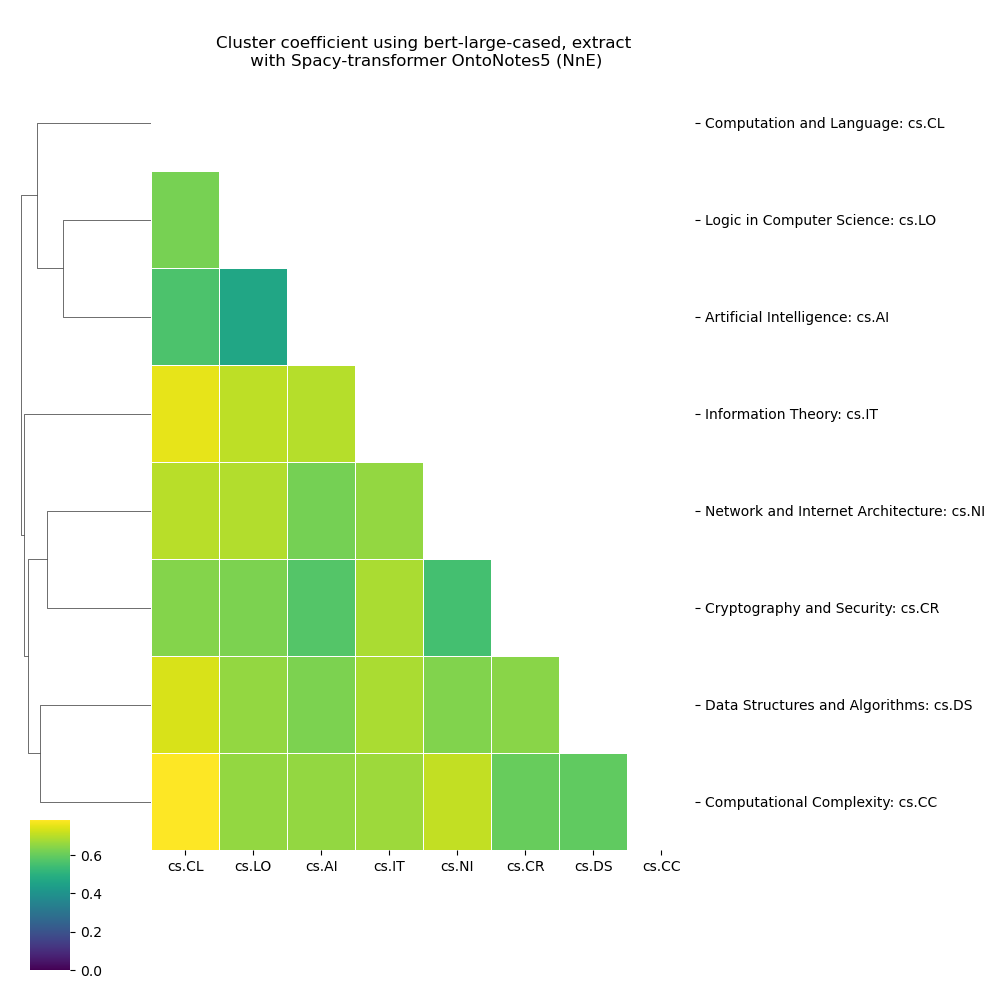 Cluster coefficient using bert-large-cased, extract
with Spacy-transformer OntoNotes5 (NnE)
Computation and Language: cs.CL
Logic in Computer Science: cs.LO
Artificial Intelligence: cs.AI
Information Theory: cs.IT
Network and Internet Architecture: cs.NI
Cryptography and Security: cs.CR
Data Structures and Algorithms: cs.DS
Computational Complexity: cs.CC
cs.CL cs.LO cs.AI cs.IT cs.NI cs.CR cs.DS cs.CC
0.6
0.4
0.2
0.0